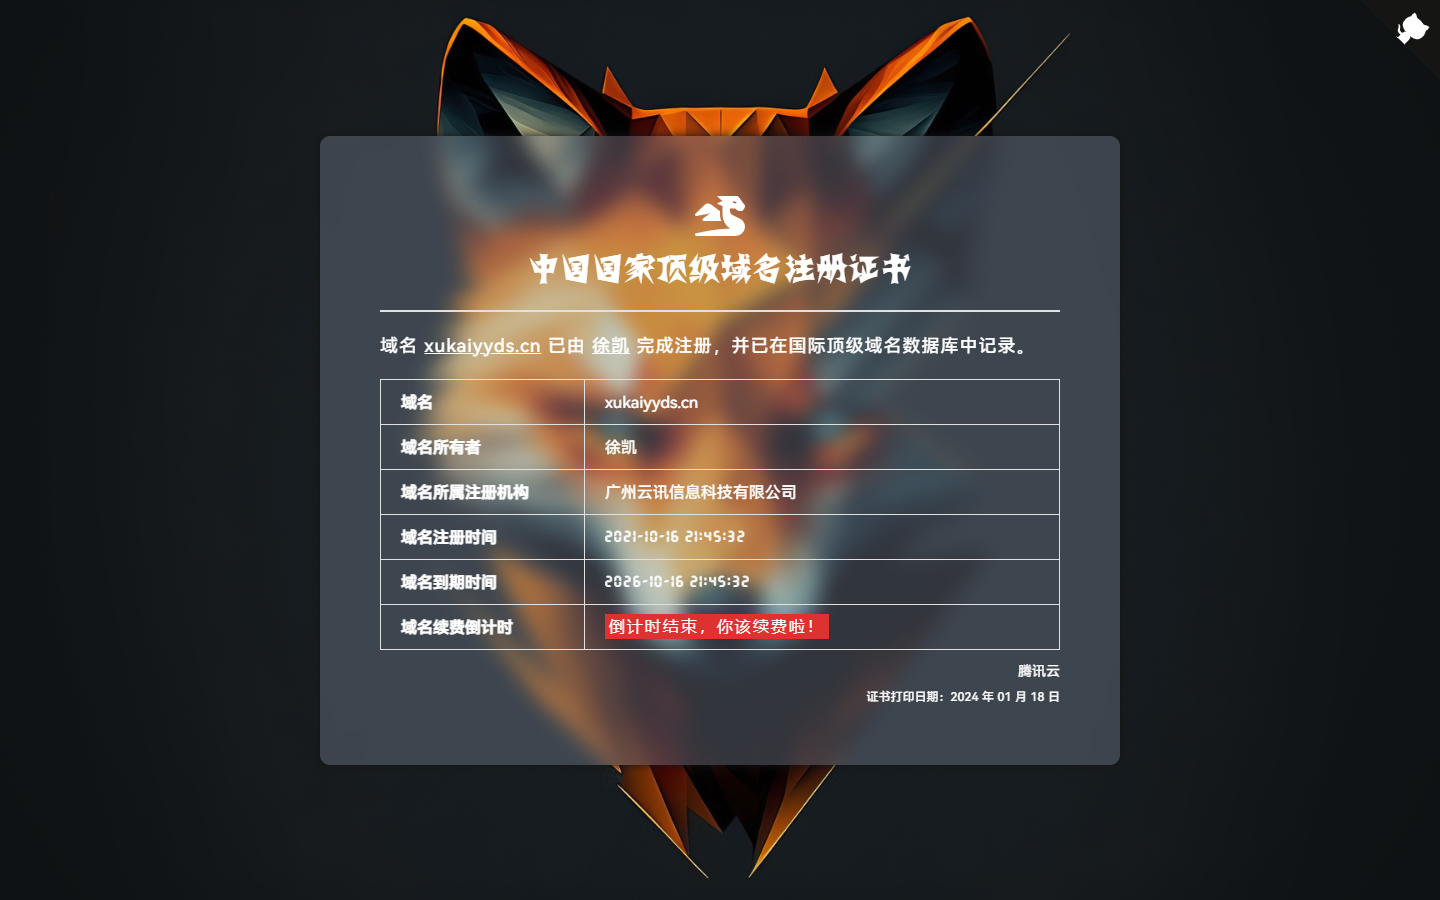 中国国家顶级域名注册证书
域名 xukaiyyds.cn 已由 徐凯 完成注册，并已在国际顶级域名数据库中记录。
域名 xukaiyyds.cn
域名所有者 徐凯
域名所属注册机构 广州云讯信息科技有限公司
域名注册时间 2021-10-16 21:45:32
域名到期时间 2026-10-16 21:45:32
域名续费倒计时 倒计时结束，你该续费啦！
腾讯云
证书打印日期：2024 年 01 月 18 日